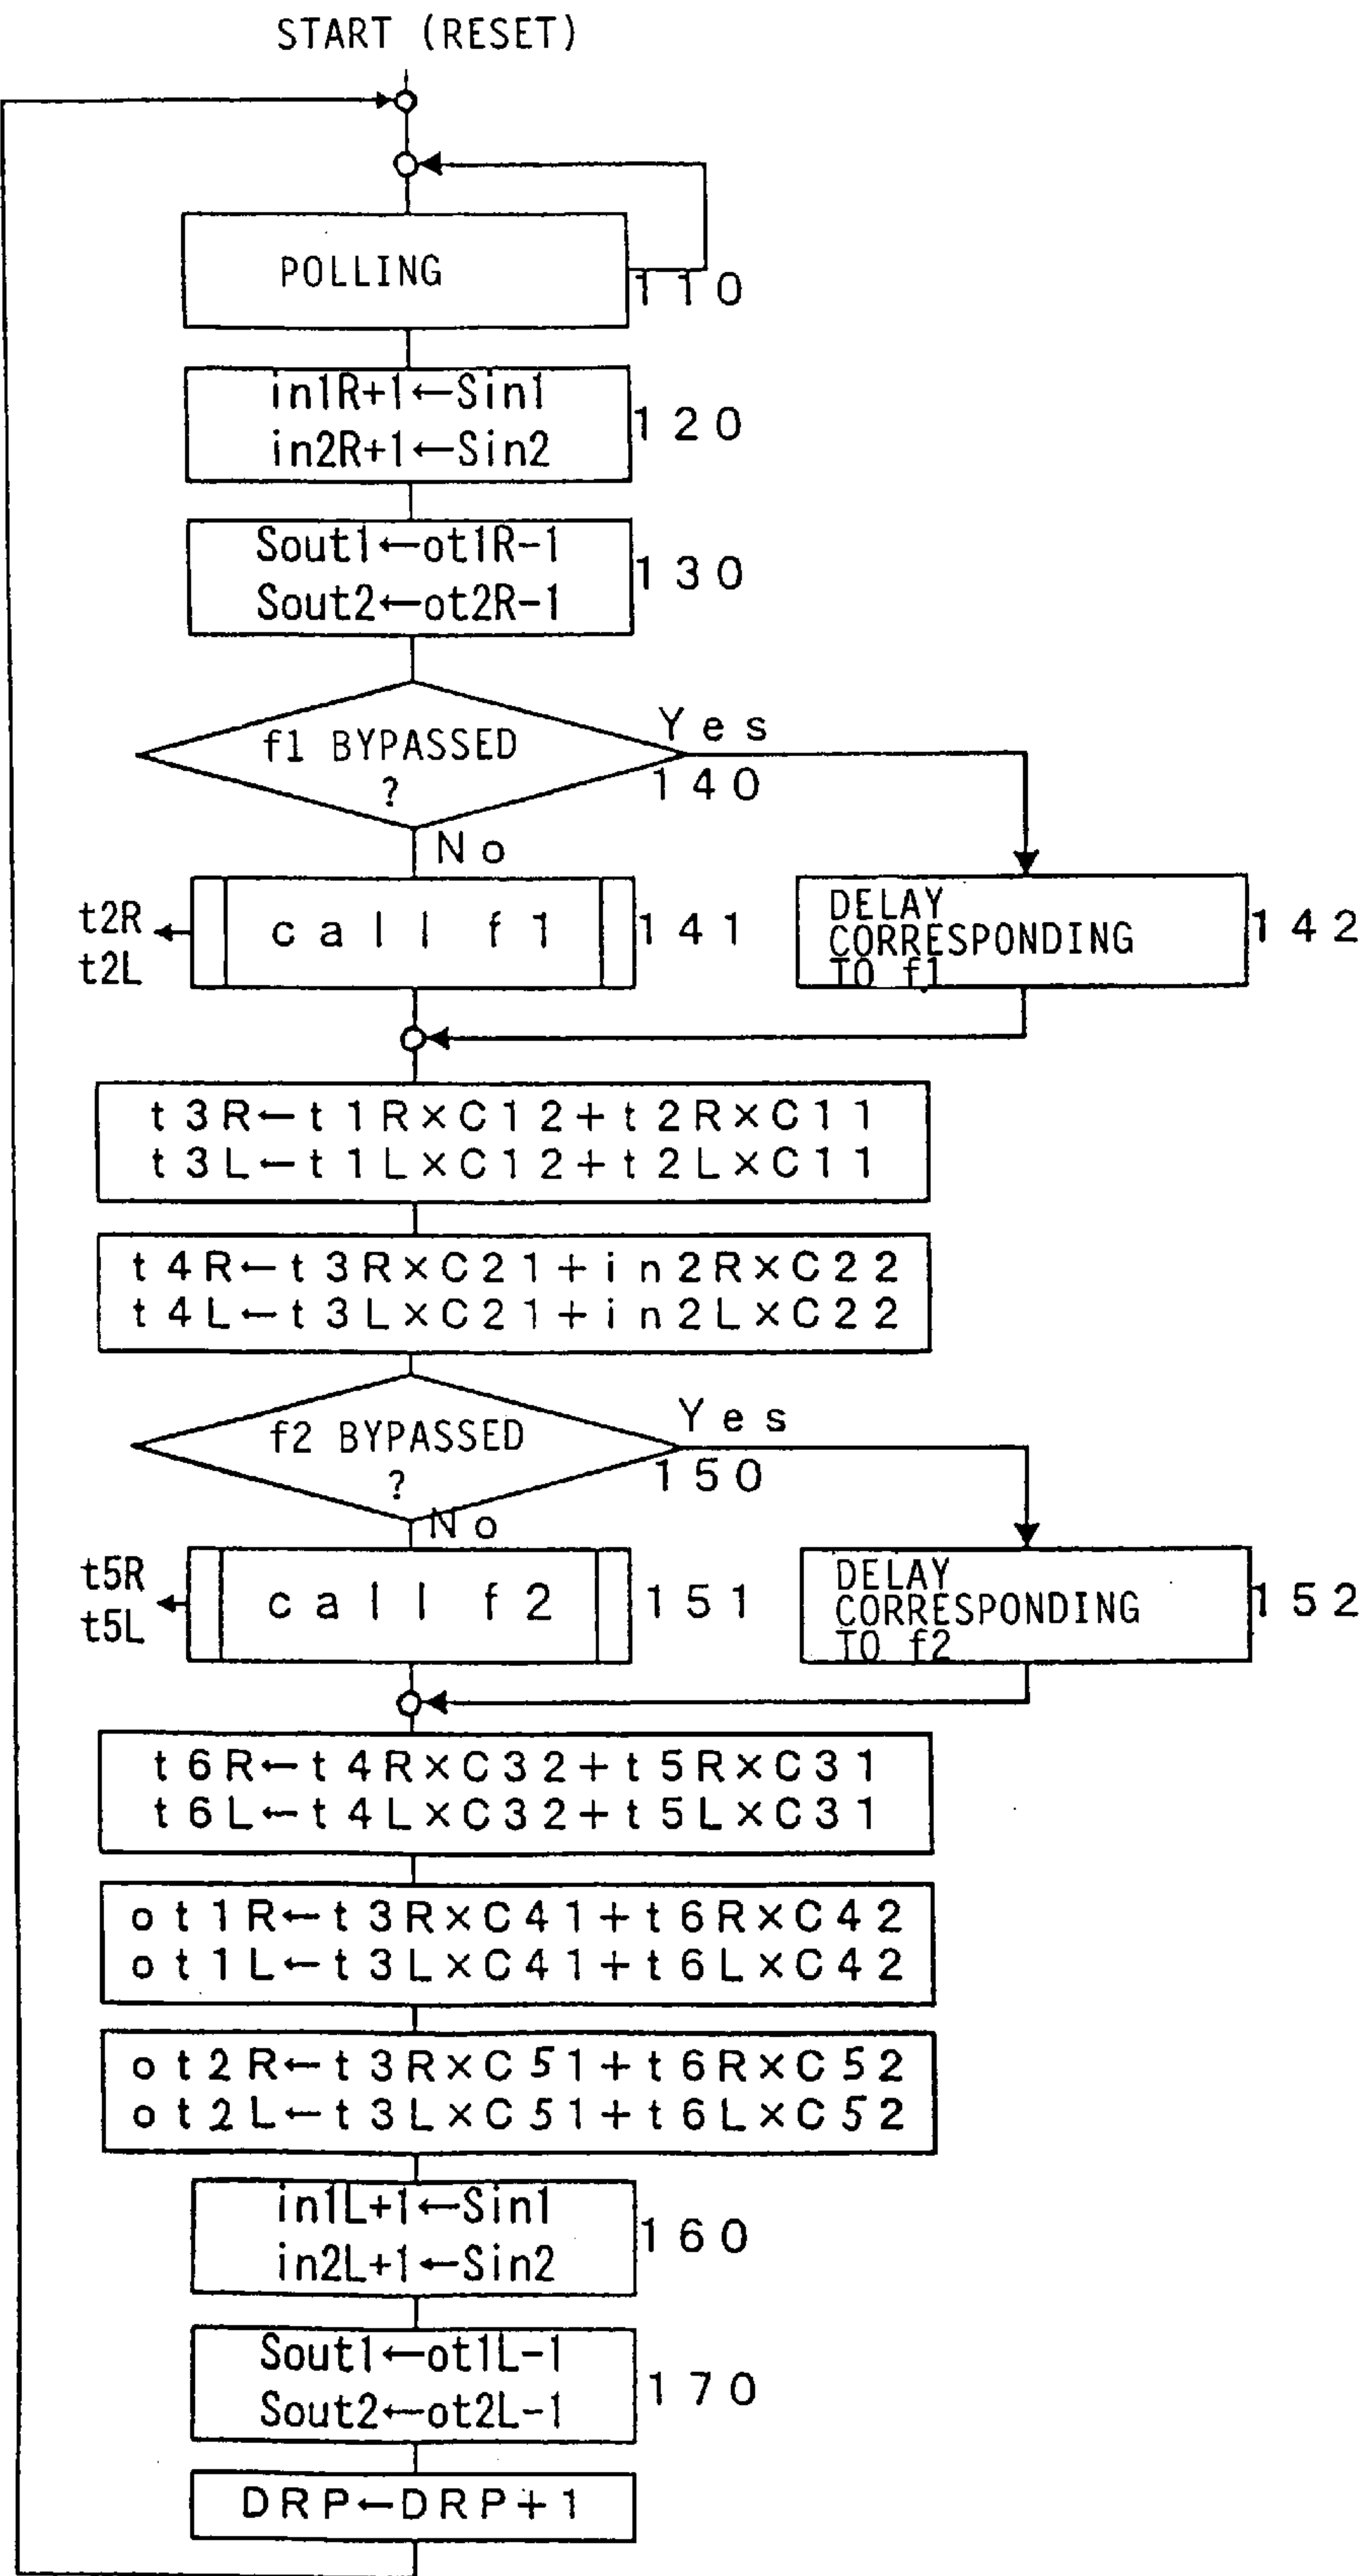 START (RESET)
POLLING
110
in1R+1←Sin1
in2R+1←Sin2
120
Sout1←ot1R-1
Sout2←ot2R-1
130
f1 BYPASSED
?
Yes
140
No
t2R
t2L
call f1
141
DELAY
CORRESPONDING
TO f1
142
t3R←t1R×C12+t2R×C11
t3L←t1L×C12+t2L×C11
t4R←t3R×C21+in2R×C22
t4L←t3L×C21+in2L×C22
f2 BYPASSED
?
Yes
150
No
t5R
t5L
call f2
151
DELAY
CORRESPONDING
TO f2
152
t6R←t4R×C32+t5R×C31
t6L←t4L×C32+t5L×C31
ot1R←t3R×C41+t6R×C42
ot1L←t3L×C41+t6L×C42
ot2R←t3R×C51+t6R×C52
ot2L←t3L×C51+t6L×C52
in1L+1←Sin1
in2L+1←Sin2
160
Sout1←ot1L-1
Sout2←ot2L-1
170
DRP←DRP+1